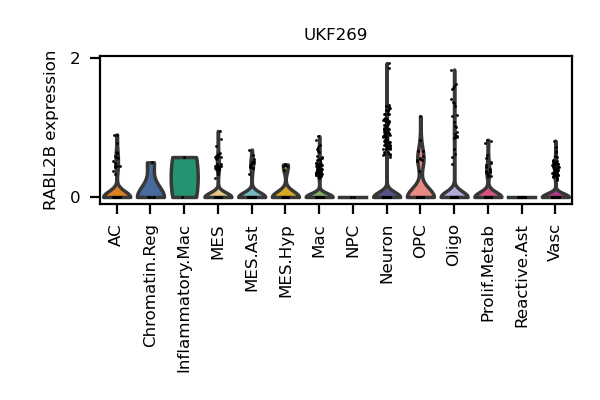 UKF269
RABL2B expression
2
0
AC
Chromatin.Reg
Inflammatory.Mac
MES
MES.Ast
MES.Hyp
Mac
NPC
Neuron
OPC
Oligo
Prolif.Metab
Reactive.Ast
Vasc